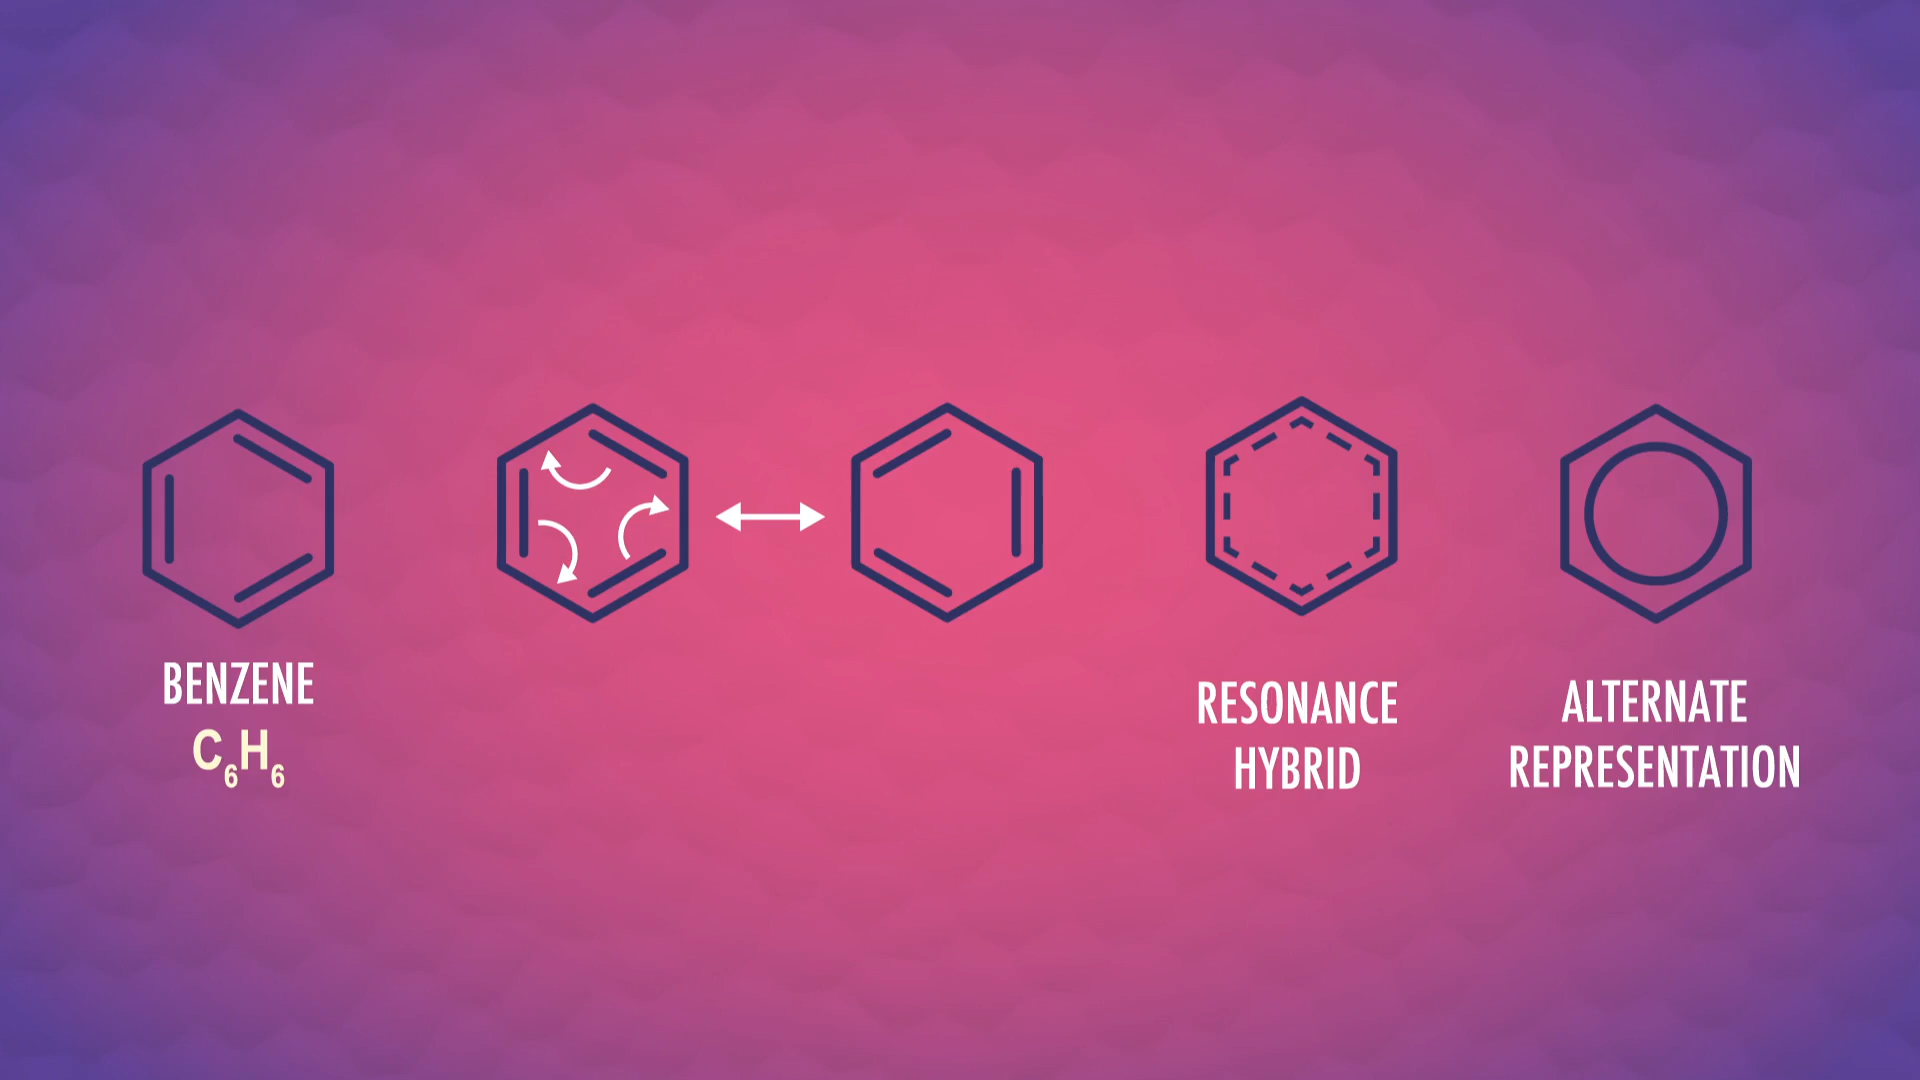 BENZENE
C₆H₆
RESONANCE
HYBRID
ALTERNATE
REPRESENTATION